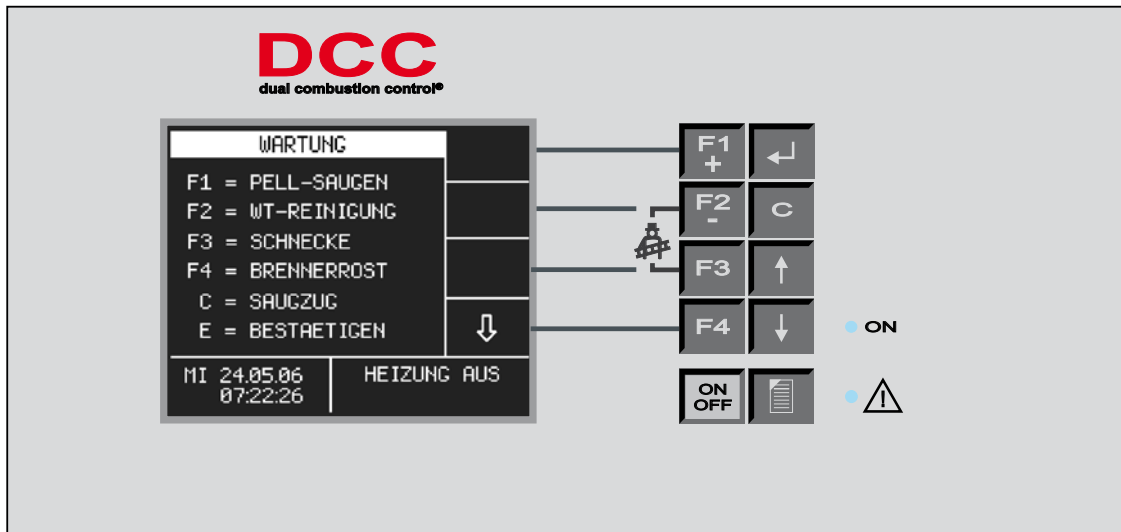 DCC
dual combustion control®
WARTUNG
F1 = PELL-SAUGEN
F2 = WT-REINIGUNG
F3 = SCHNECKE
F4 = BRENNERROST
C = SAUGZUG
E = BESTAETIGEN
MI 24.05.06
07:22:26
HEIZUNG AUS
F1
+
F2
-
C
F3
F4
ON
ON
OFF